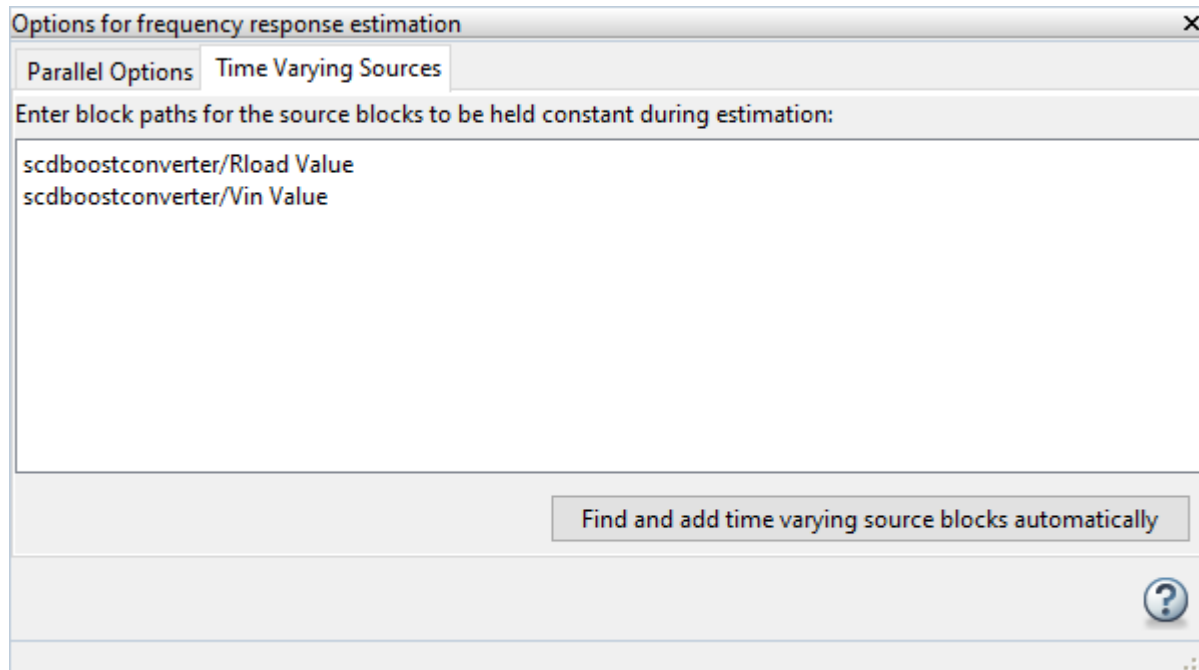 Options for frequency response estimation
Parallel Options
Time Varying Sources
Enter block paths for the source blocks to be held constant during estimation:
scdboostconverter/Rload Value
scdboostconverter/Vin Value
Find and add time varying source blocks automatically
?